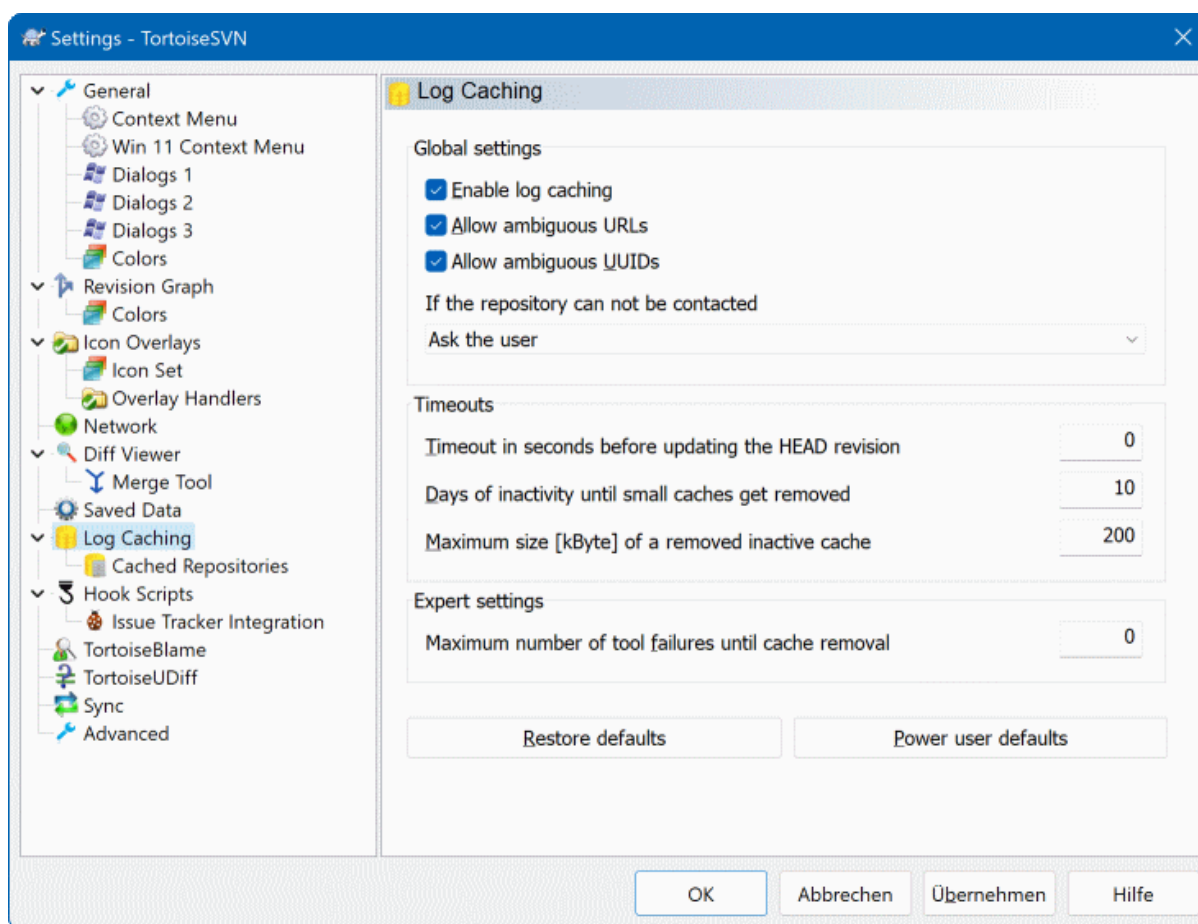 Settings - TortoiseSVN
General
Context Menu
Win 11 Context Menu
Dialogs 1
Dialogs 2
Dialogs 3
Colors
Revision Graph
Colors
Icon Overlays
Icon Set
Overlay Handlers
Network
Diff Viewer
Merge Tool
Saved Data
Log Caching
Cached Repositories
Hook Scripts
Issue Tracker Integration
TortoiseBlame
TortoiseUDiff
Sync
Advanced
Log Caching
Global settings
Enable log caching
Allow ambiguous URLs
Allow ambiguous UUIDs
If the repository can not be contacted
Ask the user
Timeouts
Timeout in seconds before updating the HEAD revision 0
Days of inactivity until small caches get removed 10
Maximum size [kByte] of a removed inactive cache 200
Expert settings
Maximum number of tool failures until cache removal 0
Restore defaults Power user defaults
OK Abbrechen Übernehmen Hilfe